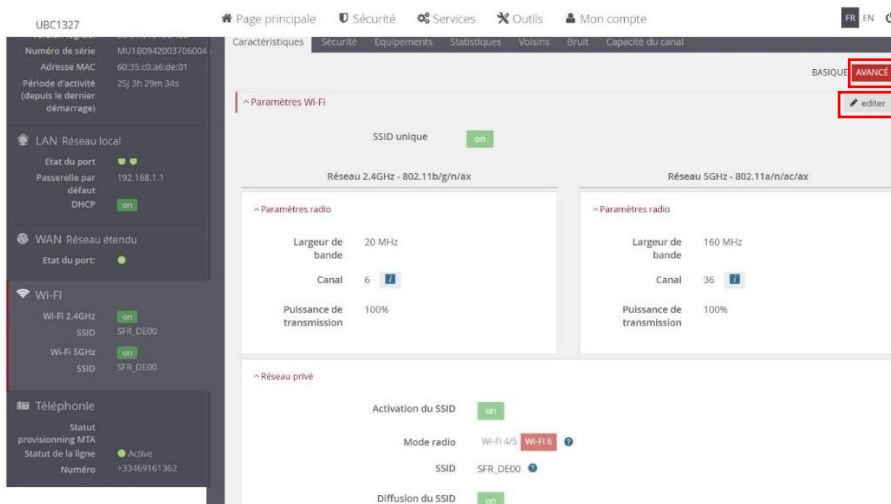 UBC1327
Page principale Sécurité Services Outils Mon compte FR EN
Numéro de série MU1B0942003706004
Adresse MAC 60:35:c0:a6:de:01
Période d'activité 25j 3h 29m 34s
(depuis le dernier
démarrage)
LAN Réseau local
Etat du port
Passerelle par 192.168.1.1
défaut
DHCP on
WAN Réseau étendu
Etat du port:
WI-FI
Wi-Fi 2.4GHz on
SSID SFR_DE00
Wi-Fi 5GHz on
SSID SFR_DE00
Téléphonie
Statut
provisionning MTA
Statut de la ligne Active
Numéro +33469161362
Caractéristiques Sécurité Equipements Statistiques Voisins Bruit Capacité du canal
BASIQUE AVANCÉ
Paramètres Wi-Fi editer
SSID unique on
Réseau 2.4GHz - 802.11b/g/n/ax
Paramètres radio
Largeur de 20 MHz
bande
Canal 6 i
Puissance de 100%
transmission
Réseau 5GHz - 802.11a/n/ac/ax
Paramètres radio
Largeur de 160 MHz
bande
Canal 36 i
Puissance de 100%
transmission
Réseau privé
Activation du SSID on
Mode radio Wi-Fi 4/5 Wi-Fi 6 ?
SSID SFR_DE00 ?
Diffusion du SSID on